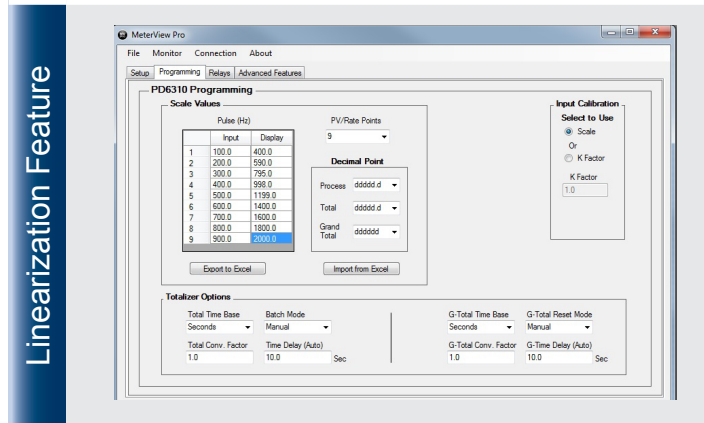 Linearization Feature
MeterView Pro
File Monitor Connection About
Setup Programming Relays Advanced Features
PD6310 Programming
Scale Values
Pulse (Hz)
Input Display
1 100.0 400.0
2 200.0 590.0
3 300.0 795.0
4 400.0 998.0
5 500.0 1199.0
6 600.0 1400.0
7 700.0 1600.0
8 800.0 1800.0
9 900.0 2000.0
Export to Excel
PV/Rate Points
9
Decimal Point
Process ddddd.d
Total ddddd.d
Grand
Total dddddd
Import from Excel
Input Calibration
Select to Use
Scale
Or
K Factor
K Factor
1.0
Totalizer Options
Total Time Base Batch Mode
Seconds Manual
Total Conv. Factor Time Delay (Auto)
1.0 10.0 Sec
G-Total Time Base G-Total Reset Mode
Seconds Manual
G-Total Conv. Factor G-Time Delay (Auto)
1.0 10.0 Sec